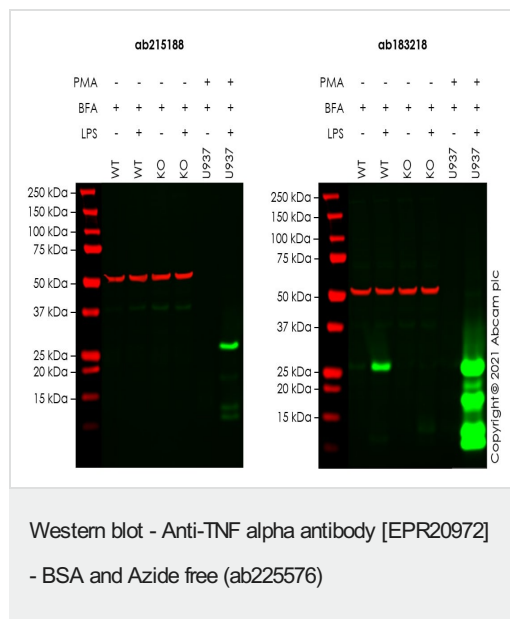 ab215188
PMA - - - - + +
BFA + + + + + +
LPS - + - + - +
WT WT KO KO U937 U937
250 kDa
150 kDa
100 kDa
75 kDa
50 kDa
37 kDa
25 kDa
20 kDa
15 kDa
ab183218
PMA - - - - + +
BFA + + + + + +
LPS - + - + - +
WT WT KO KO U937 U937
250 kDa
150 kDa
100 kDa
75 kDa
50 kDa
37 kDa
25 kDa
20 kDa
15 kDa
Copyright © 2021 Abcam plc
Western blot - Anti-TNF alpha antibody [EPR20972]
- BSA and Azide free (ab225576)